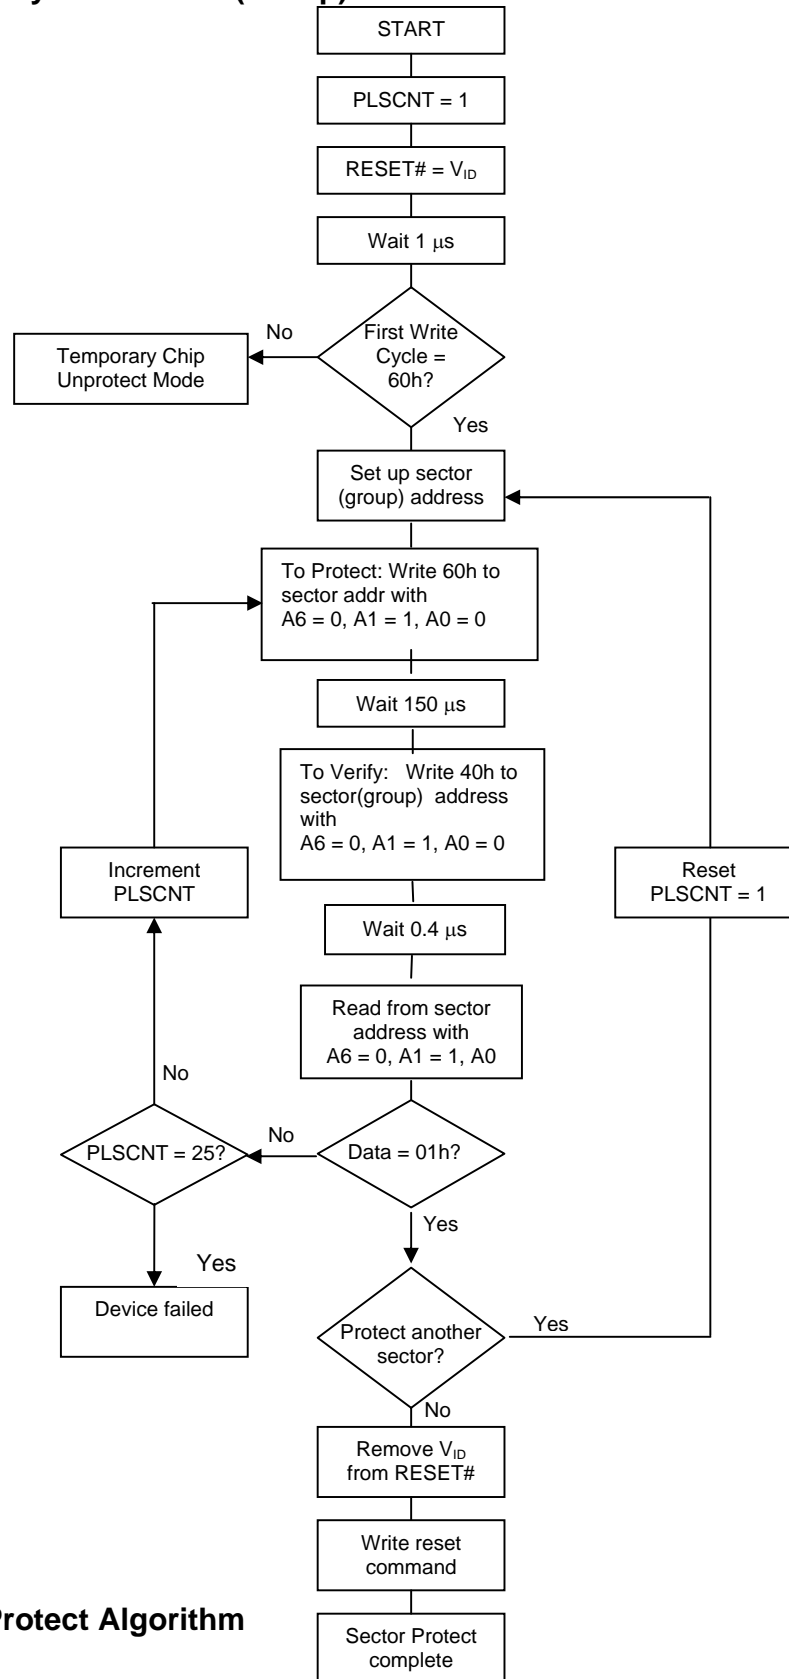 START
PLSCNT = 1
RESET# = VID
Wait 1 μs
First Write
Cycle =
60h?
No
Temporary Chip
Unprotect Mode
Yes
Set up sector
(group) address
To Protect: Write 60h to
sector addr with
A6 = 0, A1 = 1, A0 = 0
Wait 150 μs
To Verify: Write 40h to
sector(group) address
with
A6 = 0, A1 = 1, A0 = 0
Increment
PLSCNT
Reset
PLSCNT = 1
Wait 0.4 μs
Read from sector
address with
A6 = 0, A1 = 1, A0
No
PLSCNT = 25?
No
Data = 01h?
Yes
Yes
Device failed
Protect another
sector?
Yes
No
Remove VID
from RESET#
Write reset
command
Protect Algorithm
Sector Protect
complete